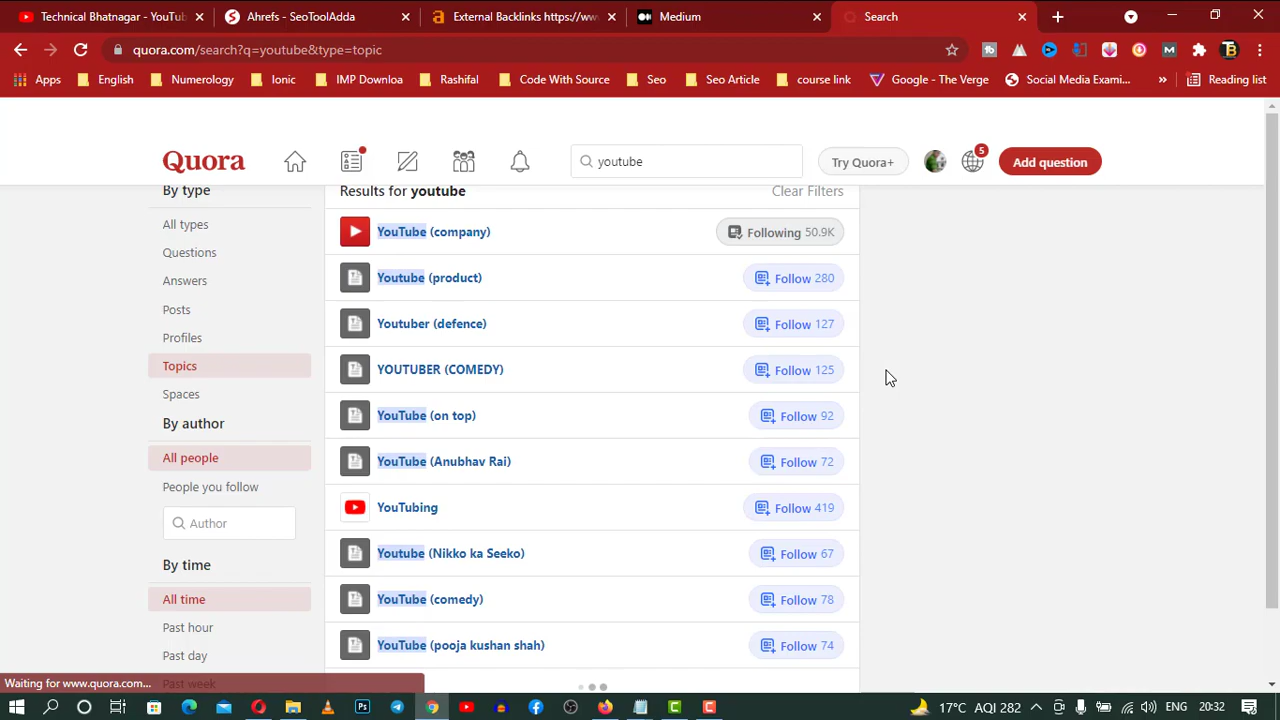 Technical Bhatnagar - YouTub
Ahrefs - SeoToolAdda
External Backlinks https://www
Medium
Search
quora.com/search?q=youtube&type=topic
Apps
English
Numerology
Ionic
IMP Downloa
Rashifal
Code With Source
Seo
Seo Article
course link
Google - The Verge
Social Media Exami...
»
Reading list
Quora
youtube
Try Quora+
5
Add question
By type
Results for youtube
Clear Filters
All types
Questions
Answers
Posts
Profiles
Topics
Spaces
By author
All people
People you follow
Author
By time
All time
Past hour
Past day
Past week
YouTube (company)
Following 50.9K
Youtube (product)
Follow 280
Youtuber (defence)
Follow 127
YOUTUBER (COMEDY)
Follow 125
YouTube (on top)
Follow 92
YouTube (Anubhav Rai)
Follow 72
YouTubing
Follow 419
Youtube (Nikko ka Seeko)
Follow 67
YouTube (comedy)
Follow 78
YouTube (pooja kushan shah)
Follow 74
Waiting for www.quora.com...
17°C AQI 282
20:32